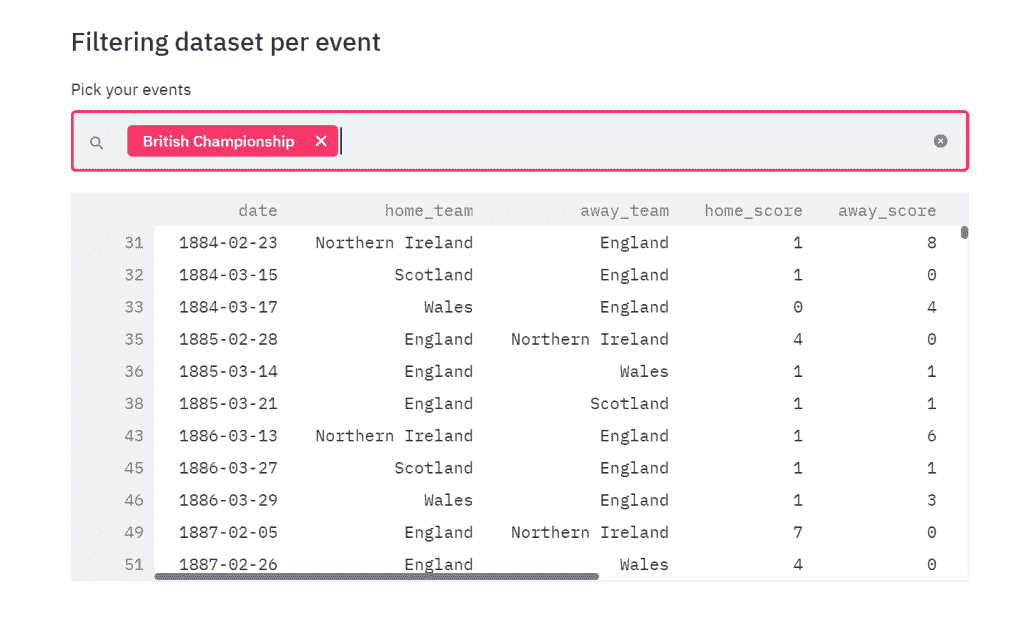 Filtering dataset per event
Pick your events
British Championship
date home_team away_team home_score away_score
31 1884-02-23 Northern Ireland England 1 8
32 1884-03-15 Scotland England 1 0
33 1884-03-17 Wales England 0 4
35 1885-02-28 England Northern Ireland 4 0
36 1885-03-14 England Wales 1 1
38 1885-03-21 England Scotland 1 1
43 1886-03-13 Northern Ireland England 1 6
45 1886-03-27 Scotland England 1 1
46 1886-03-29 Wales England 1 3
49 1887-02-05 England Northern Ireland 7 0
51 1887-02-26 England Wales 4 0